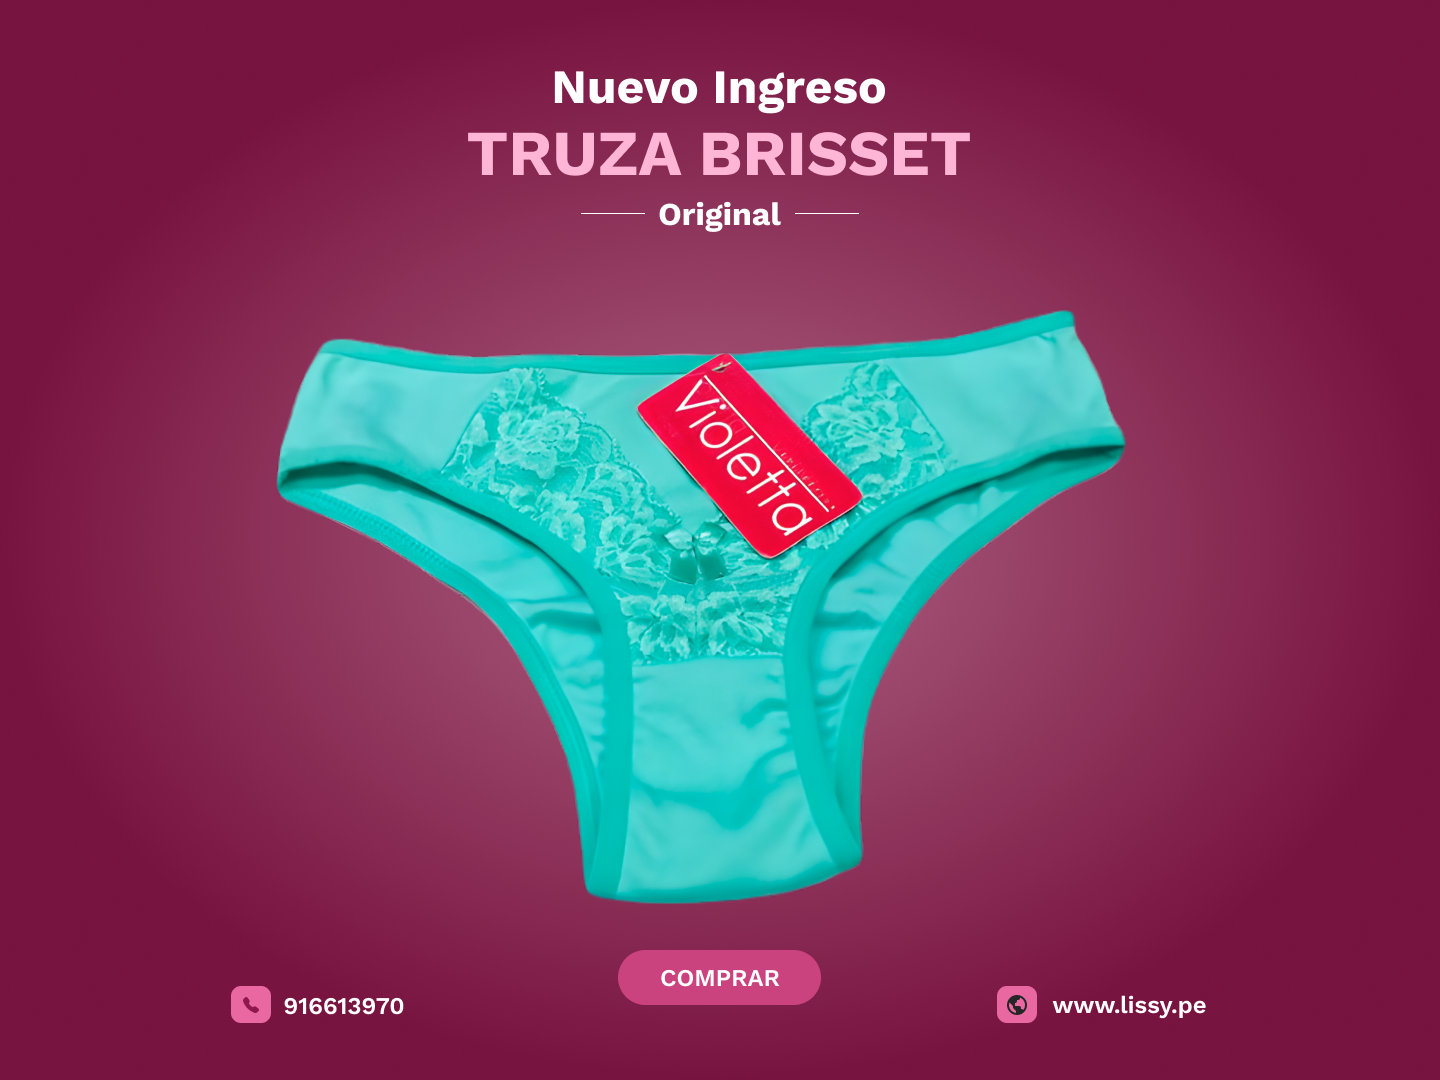 Nuevo Ingreso
TRUZA BRISSET
Original
Violetta
COMPRAR
916613970
www.lissy.pe